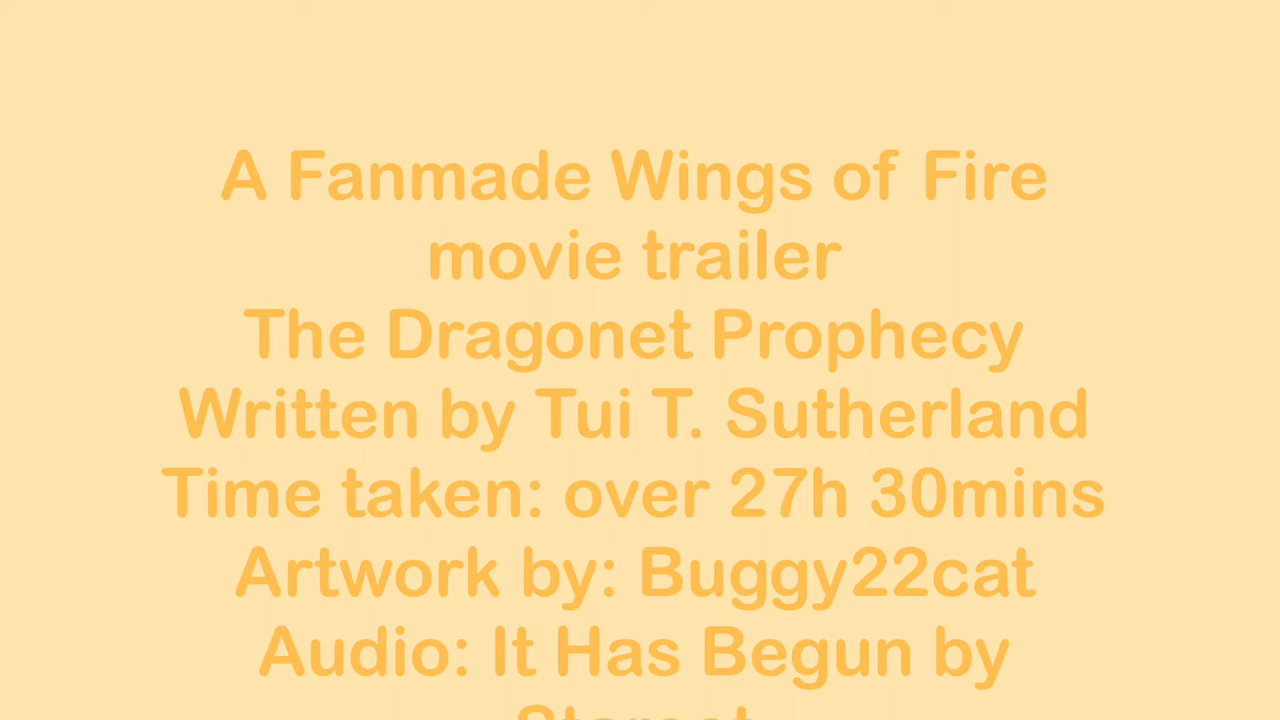 A Fanmade Wings of Fire
movie trailer
The Dragonet Prophecy
Written by Tui T. Sutherland
Time taken: over 27h 30mins
Artwork by: Buggy22cat
Audio: It Has Begun by